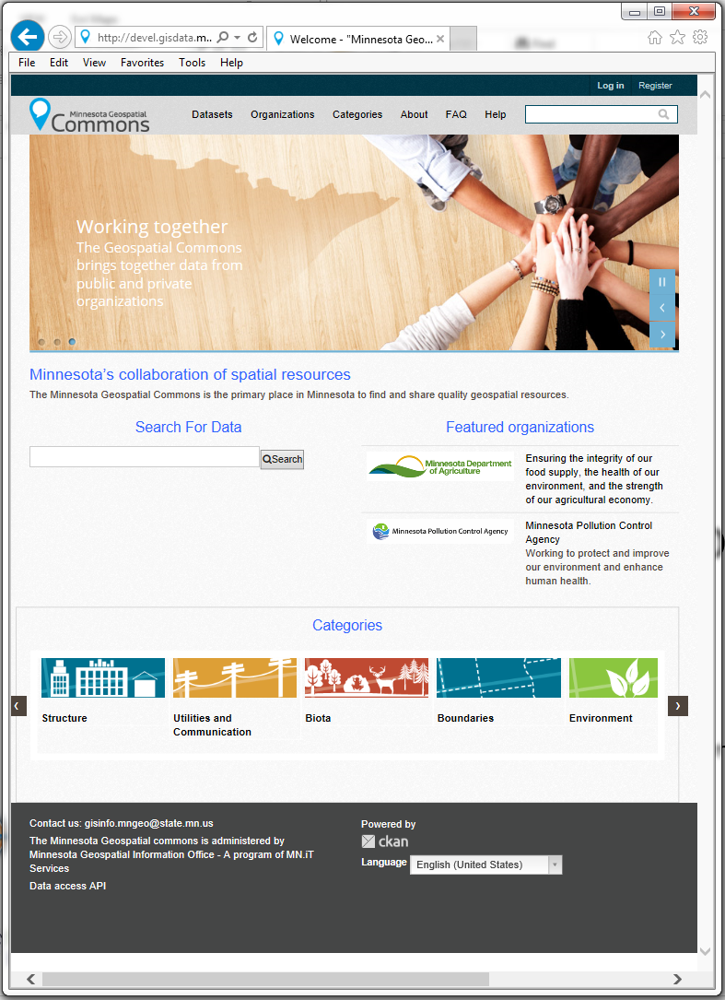 http://devel.gisdata.m..
Welcome - "Minnesota Geo...
File Edit View Favorites Tools Help
Log in Register
Minnesota Geospatial
Commons
Datasets Organizations Categories About FAQ Help
Working together
The Geospatial Commons
brings together data from
public and private
organizations
Minnesota's collaboration of spatial resources
The Minnesota Geospatial Commons is the primary place in Minnesota to find and share quality geospatial resources.
Search For Data
Search
Featured organizations
Minnesota Department
of Agriculture
Ensuring the integrity of our
food supply, the health of our
environment, and the strength
of our agricultural economy.
Minnesota Pollution Control Agency
Minnesota Pollution Control
Agency
Working to protect and improve
our environment and enhance
human health.
Categories
Structure
Utilities and
Communication
Biota
Boundaries
Environment
Contact us: gisinfo.mngeo@state.mn.us
The Minnesota Geospatial commons is administered by
Minnesota Geospatial Information Office - A program of MN.iT
Services
Data access API
Powered by
ckan
Language English (United States)